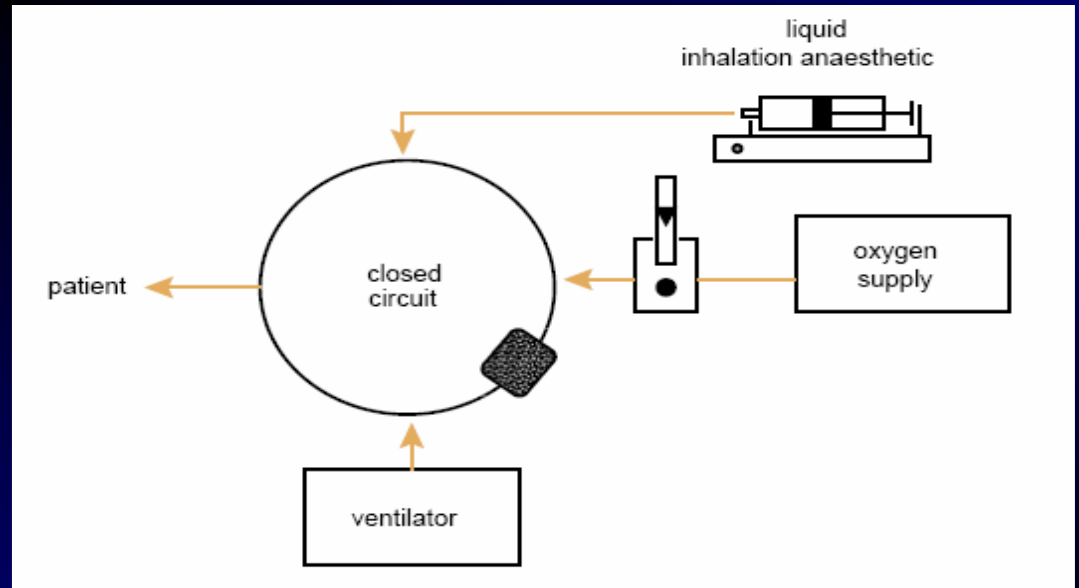 liquid
inhalation anaesthetic
oxygen
supply
closed
circuit
patient
ventilator